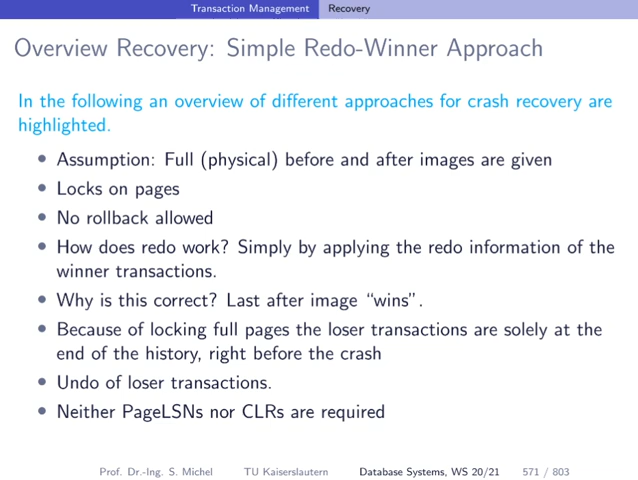 Transaction Management Recovery
Overview Recovery: Simple Redo-Winner Approach
In the following an overview of different approaches for crash recovery are
highlighted.
• Assumption: Full (physical) before and after images are given
• Locks on pages
• No rollback allowed
• How does redo work? Simply by applying the redo information of the
winner transactions.
• Why is this correct? Last after image “wins”.
• Because of locking full pages the loser transactions are solely at the
end of the history, right before the crash
• Undo of loser transactions.
• Neither PageLSNs nor CLRs are required
Prof. Dr.-Ing. S. Michel TU Kaiserslautern Database Systems, WS 20/21 571 / 803